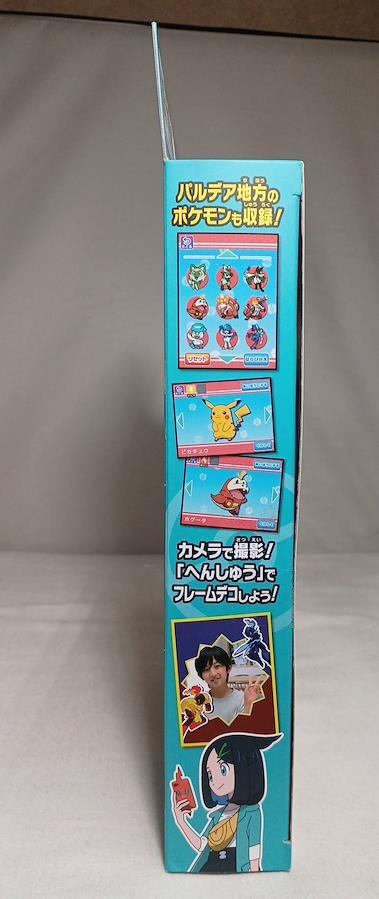 パルデア地方の
ポケモンも収録!
リセット
ピカチュウ
ホゲータ
カメラで撮影!
「へんしゅう」で
フレームデコしよう!